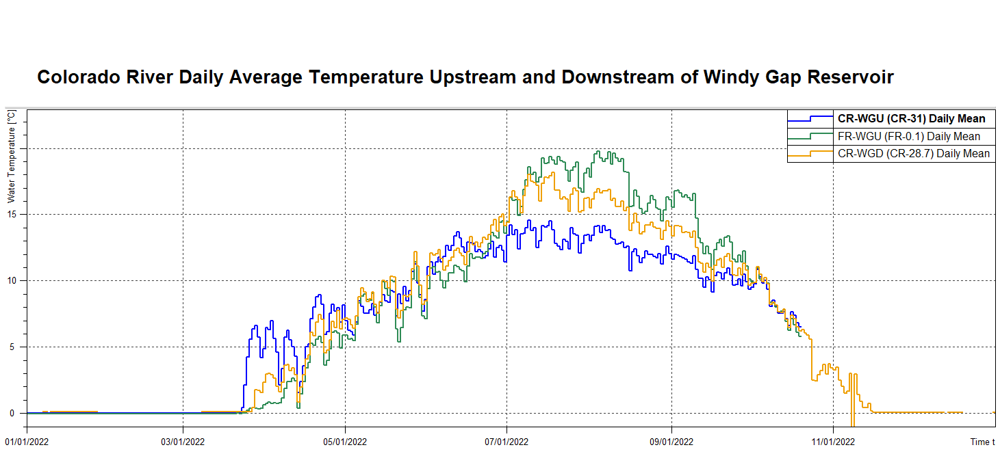 Colorado River Daily Average Temperature Upstream and Downstream of Windy Gap Reservoir
Water Temperature [°C]
CR-WGU (CR-31) Daily Mean
FR-WGU (FR-0.1) Daily Mean
CR-WGD (CR-28.7) Daily Mean
15
10
5
0
01/01/2022 03/01/2022 05/01/2022 07/01/2022 09/01/2022 11/01/2022 Time t